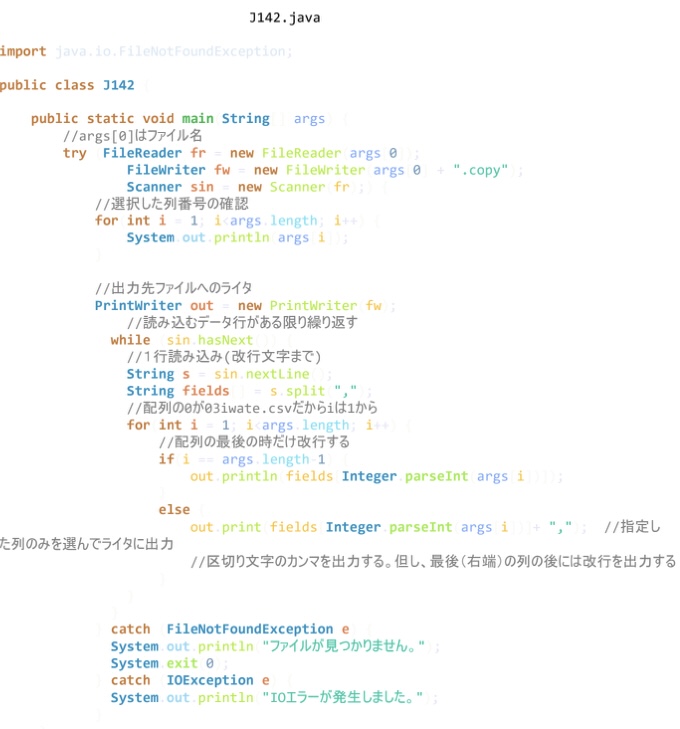 J142.java
import java.io.FileNotFoundException;
public class J142 {
public static void main(String[] args) {
//args[0]はファイル名
try (FileReader fr = new FileReader(args[0]);
FileWriter fw = new FileWriter(args[0] + ".copy");
Scanner sin = new Scanner(fr);) {
//選択した列番号の確認
for(int i = 1; i<args.length; i++) {
System.out.println(args[i]);
}
//出力先ファイルへのライタ
PrintWriter out = new PrintWriter(fw);
//読み込むデータ行がある限り繰り返す
while (sin.hasNext()) {
//1行読み込み(改行文字まで)
String s = sin.nextLine();
String fields[] = s.split(",");
//配列の0が03iwate.csvだからiは1から
for(int i = 1; i<args.length; i++) {
//配列の最後の時だけ改行する
if(i == args.length-1) {
out.println(fields[Integer.parseInt(args[i])]);
}
else {
out.print(fields[Integer.parseInt(args[i])]+ ","); //指定し
た列のみを選んでライタに出力
//区切り文字のカンマを出力する。但し、最後(右端)の列の後には改行を出力する
}
}
}
} catch (FileNotFoundException e) {
System.out.println("ファイルが見つかりません。");
System.exit(0);
} catch (IOException e) {
System.out.println("IOエラーが発生しました。");
}